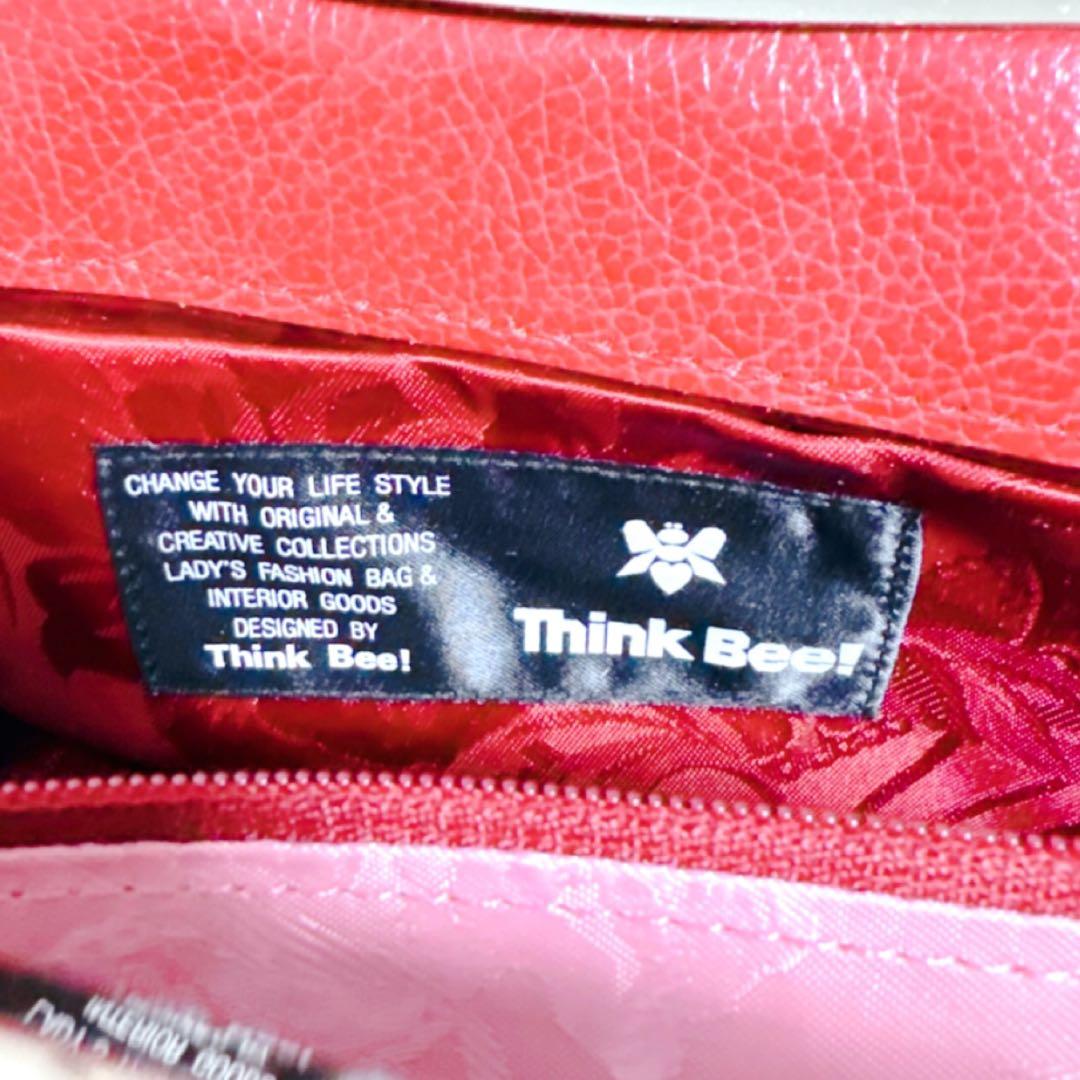 CHANGE YOUR LIFE STYLE
WITH ORIGINAL &
CREATIVE COLLECTIONS
LADY'S FASHION BAG &
INTERIOR GOODS
DESIGNED BY
Think Bee!
Think Bee!